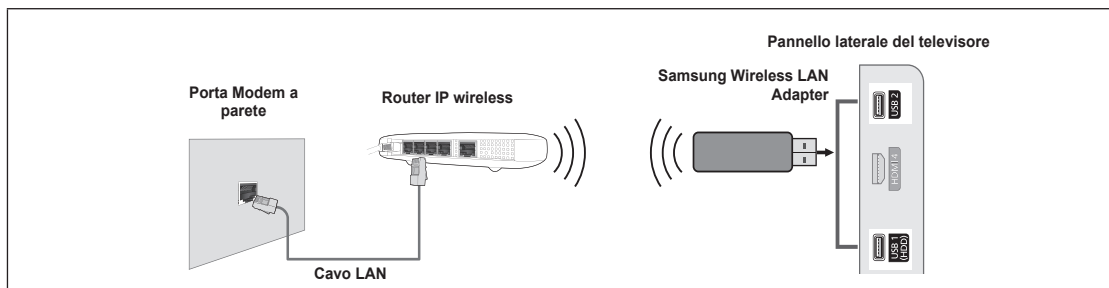 Pannello laterale del televisore
Samsung Wireless LAN
Adapter
Porta Modem a
parete
Router IP wireless
USB 2
HDMI 4
USB 1
(HDD)
Cavo LAN